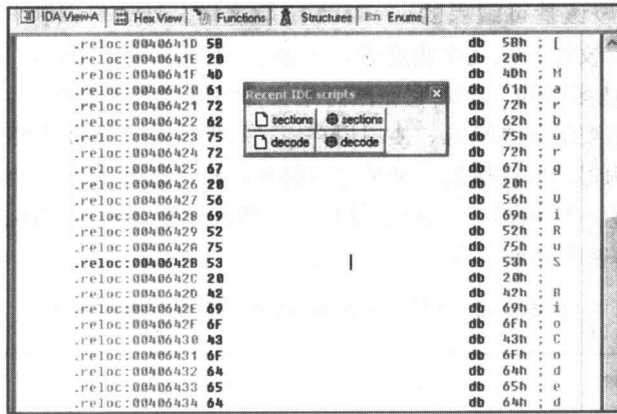 IDA View-A Hex View Functions Structures En Enums
.reloc:0040641D 5B db 5Bh ; [
.reloc:0040641E 20 db 20h ;
.reloc:0040641F 4D db 4Dh ; M
.reloc:00406420 61 db 61h ; a
.reloc:00406421 72 db 72h ; r
.reloc:00406422 62 db 62h ; b
.reloc:00406423 75 db 75h ; u
.reloc:00406424 72 db 72h ; r
.reloc:00406425 67 db 67h ; g
.reloc:00406426 20 db 20h ;
.reloc:00406427 56 db 56h ; V
.reloc:00406428 69 db 69h ; i
.reloc:00406429 52 db 52h ; R
.reloc:0040642A 75 db 75h ; u
.reloc:0040642B 53 db 53h ; S
.reloc:0040642C 20 db 20h ;
.reloc:0040642D 42 db 42h ; B
.reloc:0040642E 69 db 69h ; i
.reloc:0040642F 6F db 6Fh ; o
.reloc:00406430 43 db 43h ; C
.reloc:00406431 6F db 6Fh ; o
.reloc:00406432 64 db 64h ; d
.reloc:00406433 65 db 65h ; e
.reloc:00406434 64 db 64h ; d
Recent IDC scripts
sections sections
decode decode